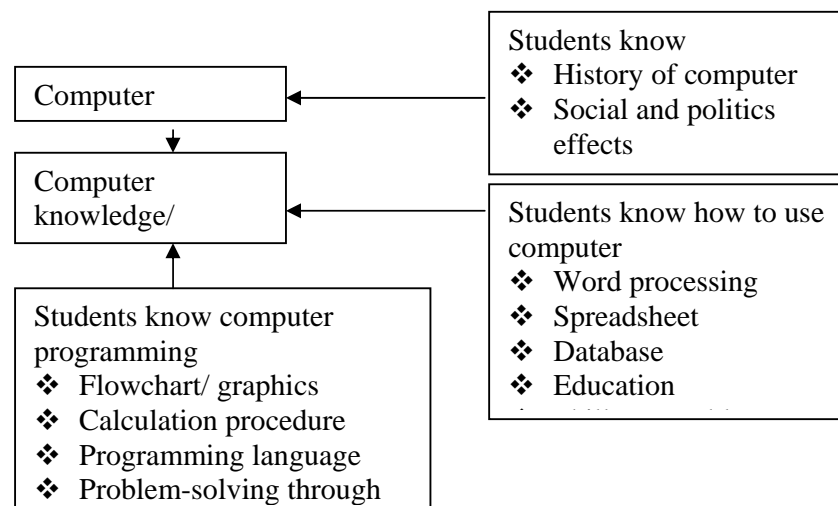 Computer
Students know
❖ History of computer
❖ Social and politics
effects
Computer
knowledge/
Students know how to use
computer
❖ Word processing
❖ Spreadsheet
❖ Database
❖ Education
Students know computer
programming
❖ Flowchart/ graphics
❖ Calculation procedure
❖ Programming language
❖ Problem-solving through